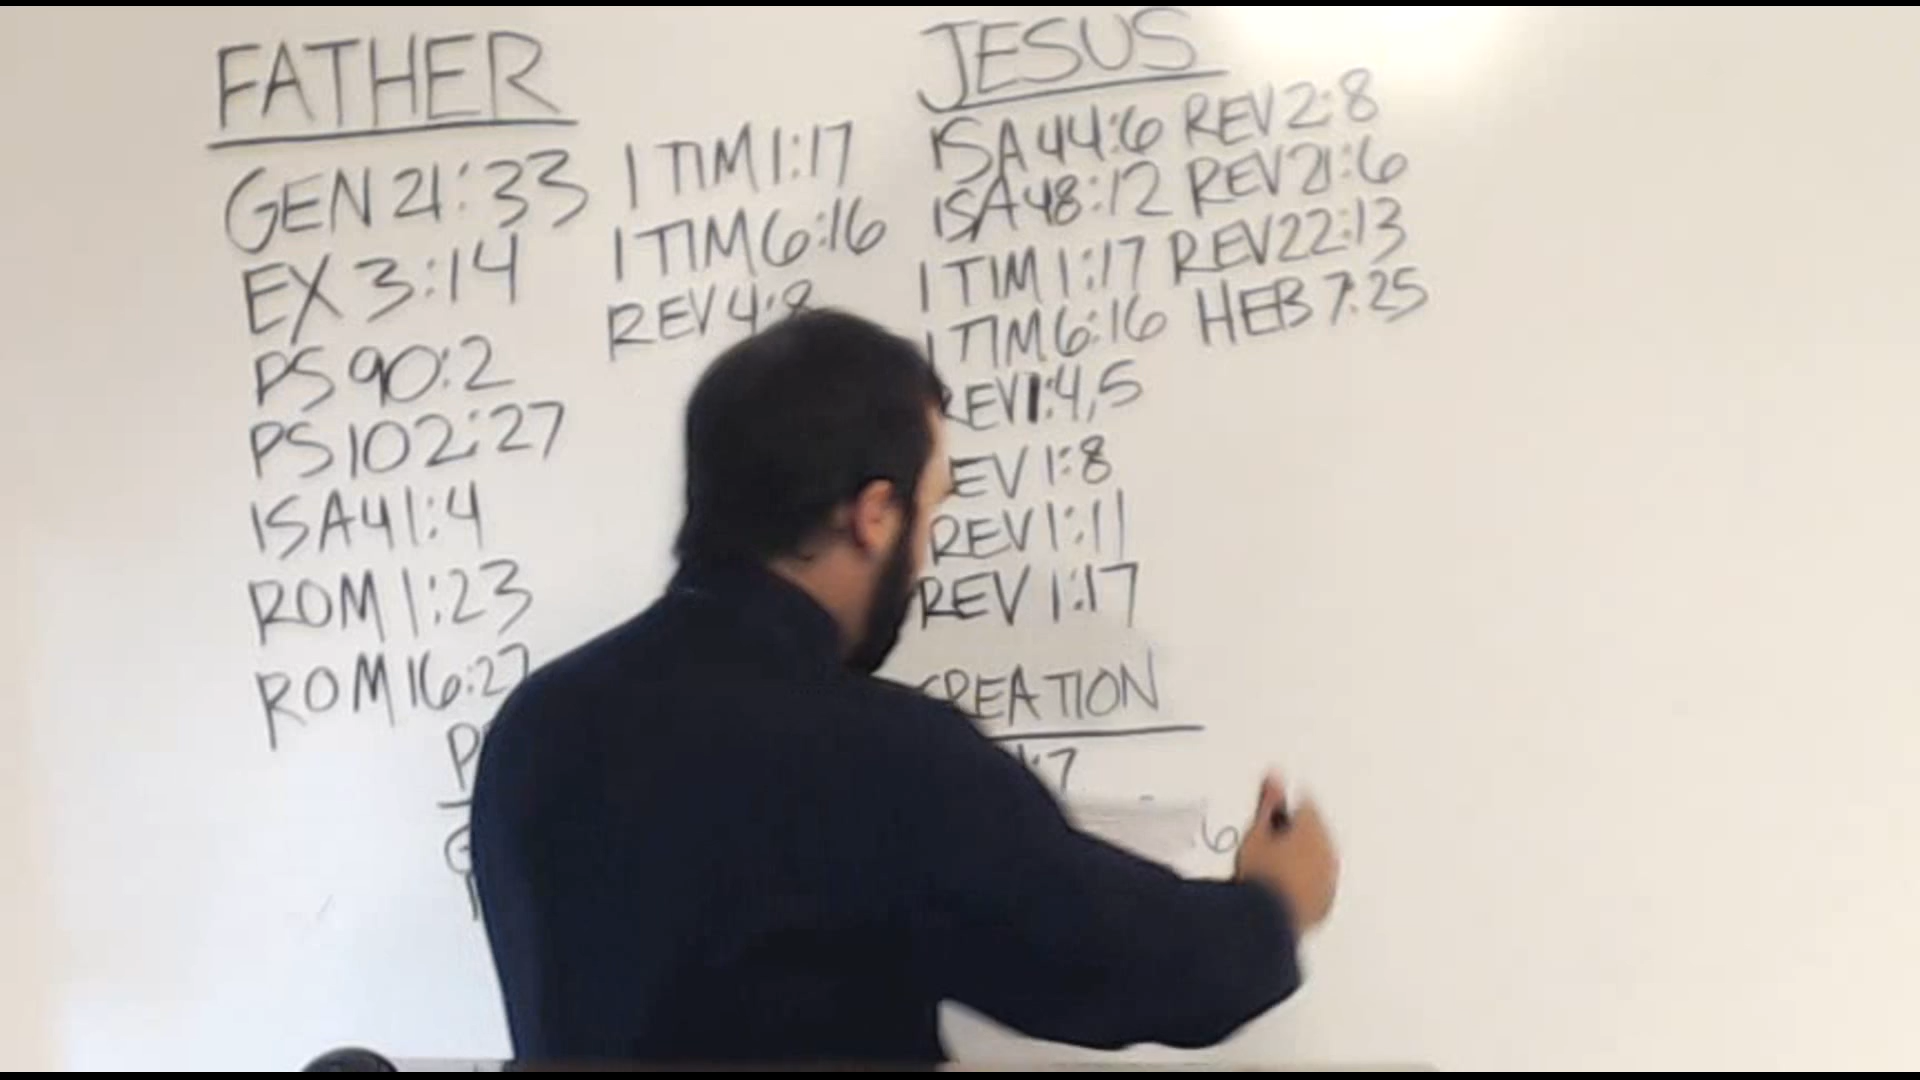 FATHER
GEN 21:33
EX 3:14
PS 90:2
PS 102:27
ISA 41:4
ROM 1:23
ROM 16:27
1 TIM 1:17
1 TIM 6:16
REV 4:8
JESUS
ISA 44:6 REV 2:8
ISA 48:12 REV 21:6
1 TIM 1:17 REV 22:13
1 TIM 6:16 HEB 7:25
REV 1:4,5
REV 1:8
REV 1:11
REV 1:17
CREATION
:7
6